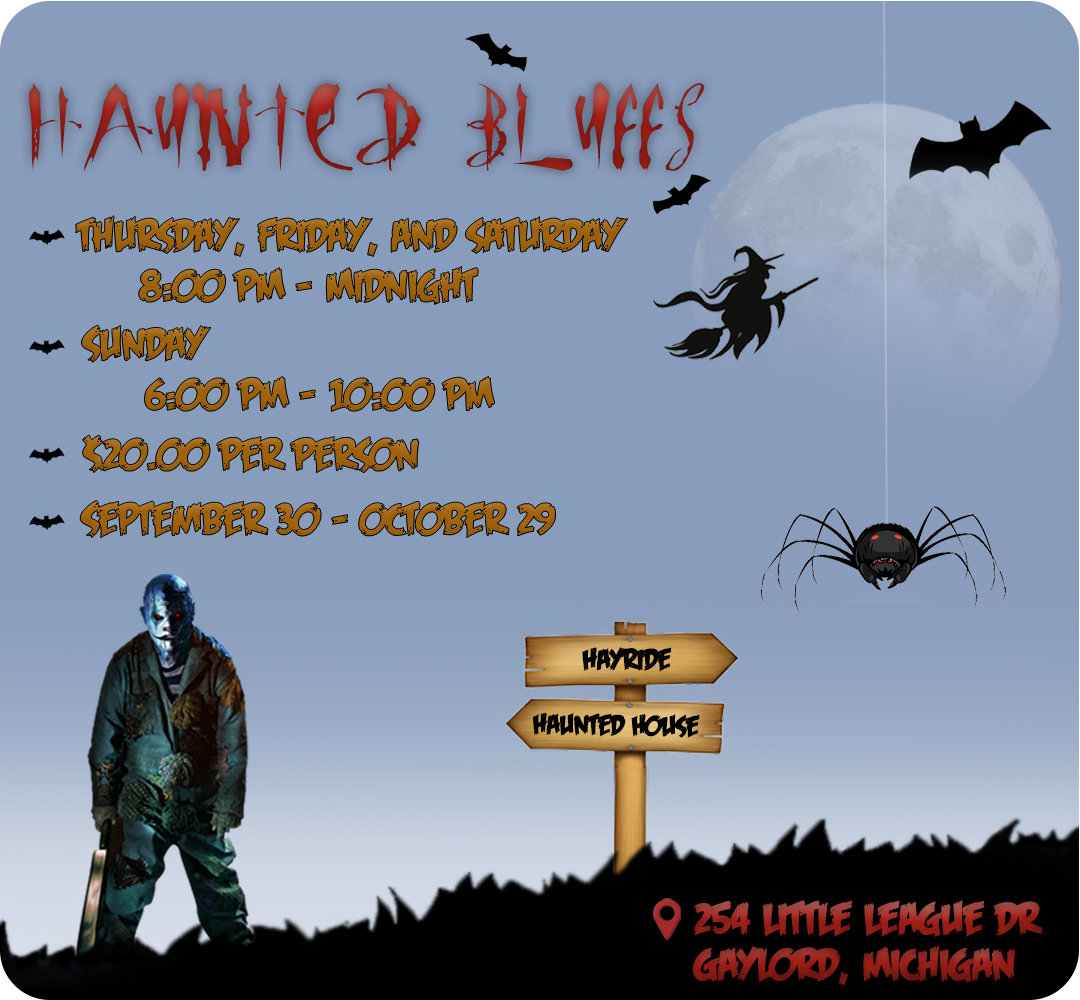 HAUNTED BLUFFS
THURSDAY, FRIDAY, AND SATURDAY
8:00 PM - MIDNIGHT
SUNDAY
6:00 PM - 10:00 PM
$20.00 PER PERSON
SEPTEMBER 30 - OCTOBER 29
HAYRIDE
HAUNTED HOUSE
254 LITTLE LEAGUE DR
GAYLORD, MICHIGAN